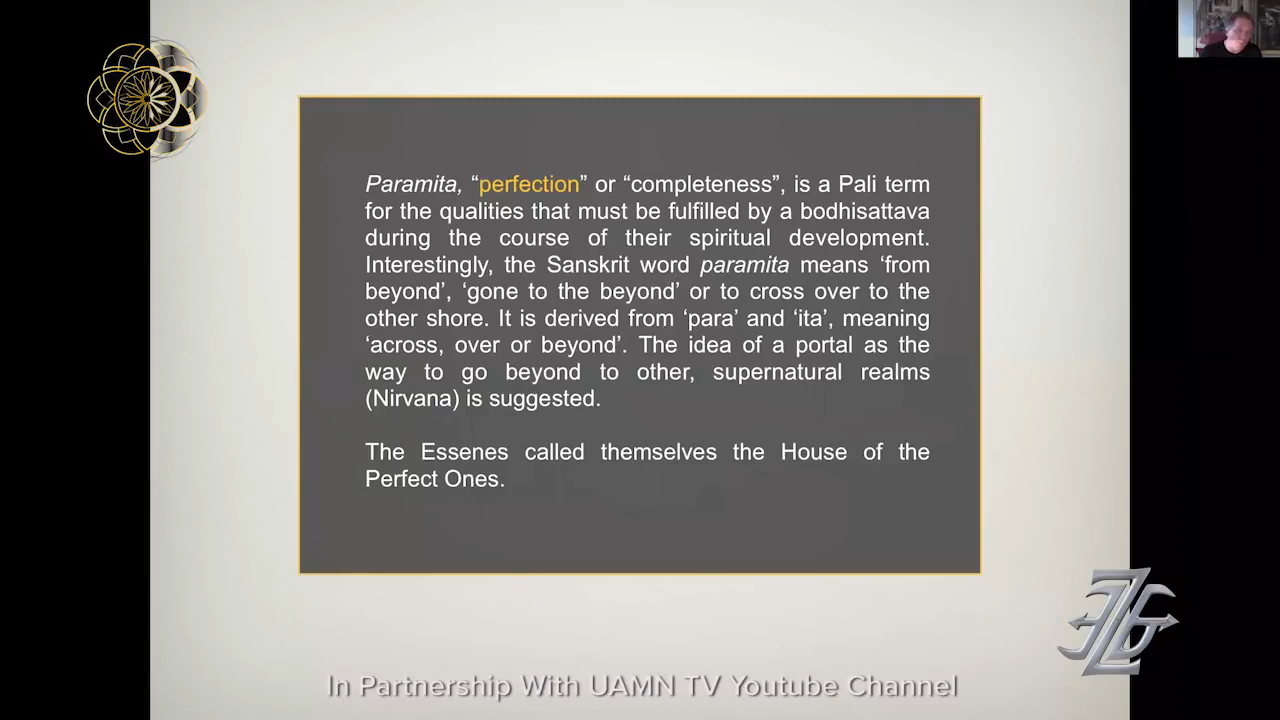 Paramita, “perfection” or “completeness”, is a Pali term
for the qualities that must be fulfilled by a bodhisattava
during the course of their spiritual development.
Interestingly, the Sanskrit word paramita means ‘from
beyond’, ‘gone to the beyond’ or to cross over to the
other shore. It is derived from ‘para’ and ‘ita’, meaning
‘across, over or beyond’. The idea of a portal as the
way to go beyond to other, supernatural realms
(Nirvana) is suggested.
The Essenes called themselves the House of the
Perfect Ones.
In Partnership With UAMN TV Youtube Channel